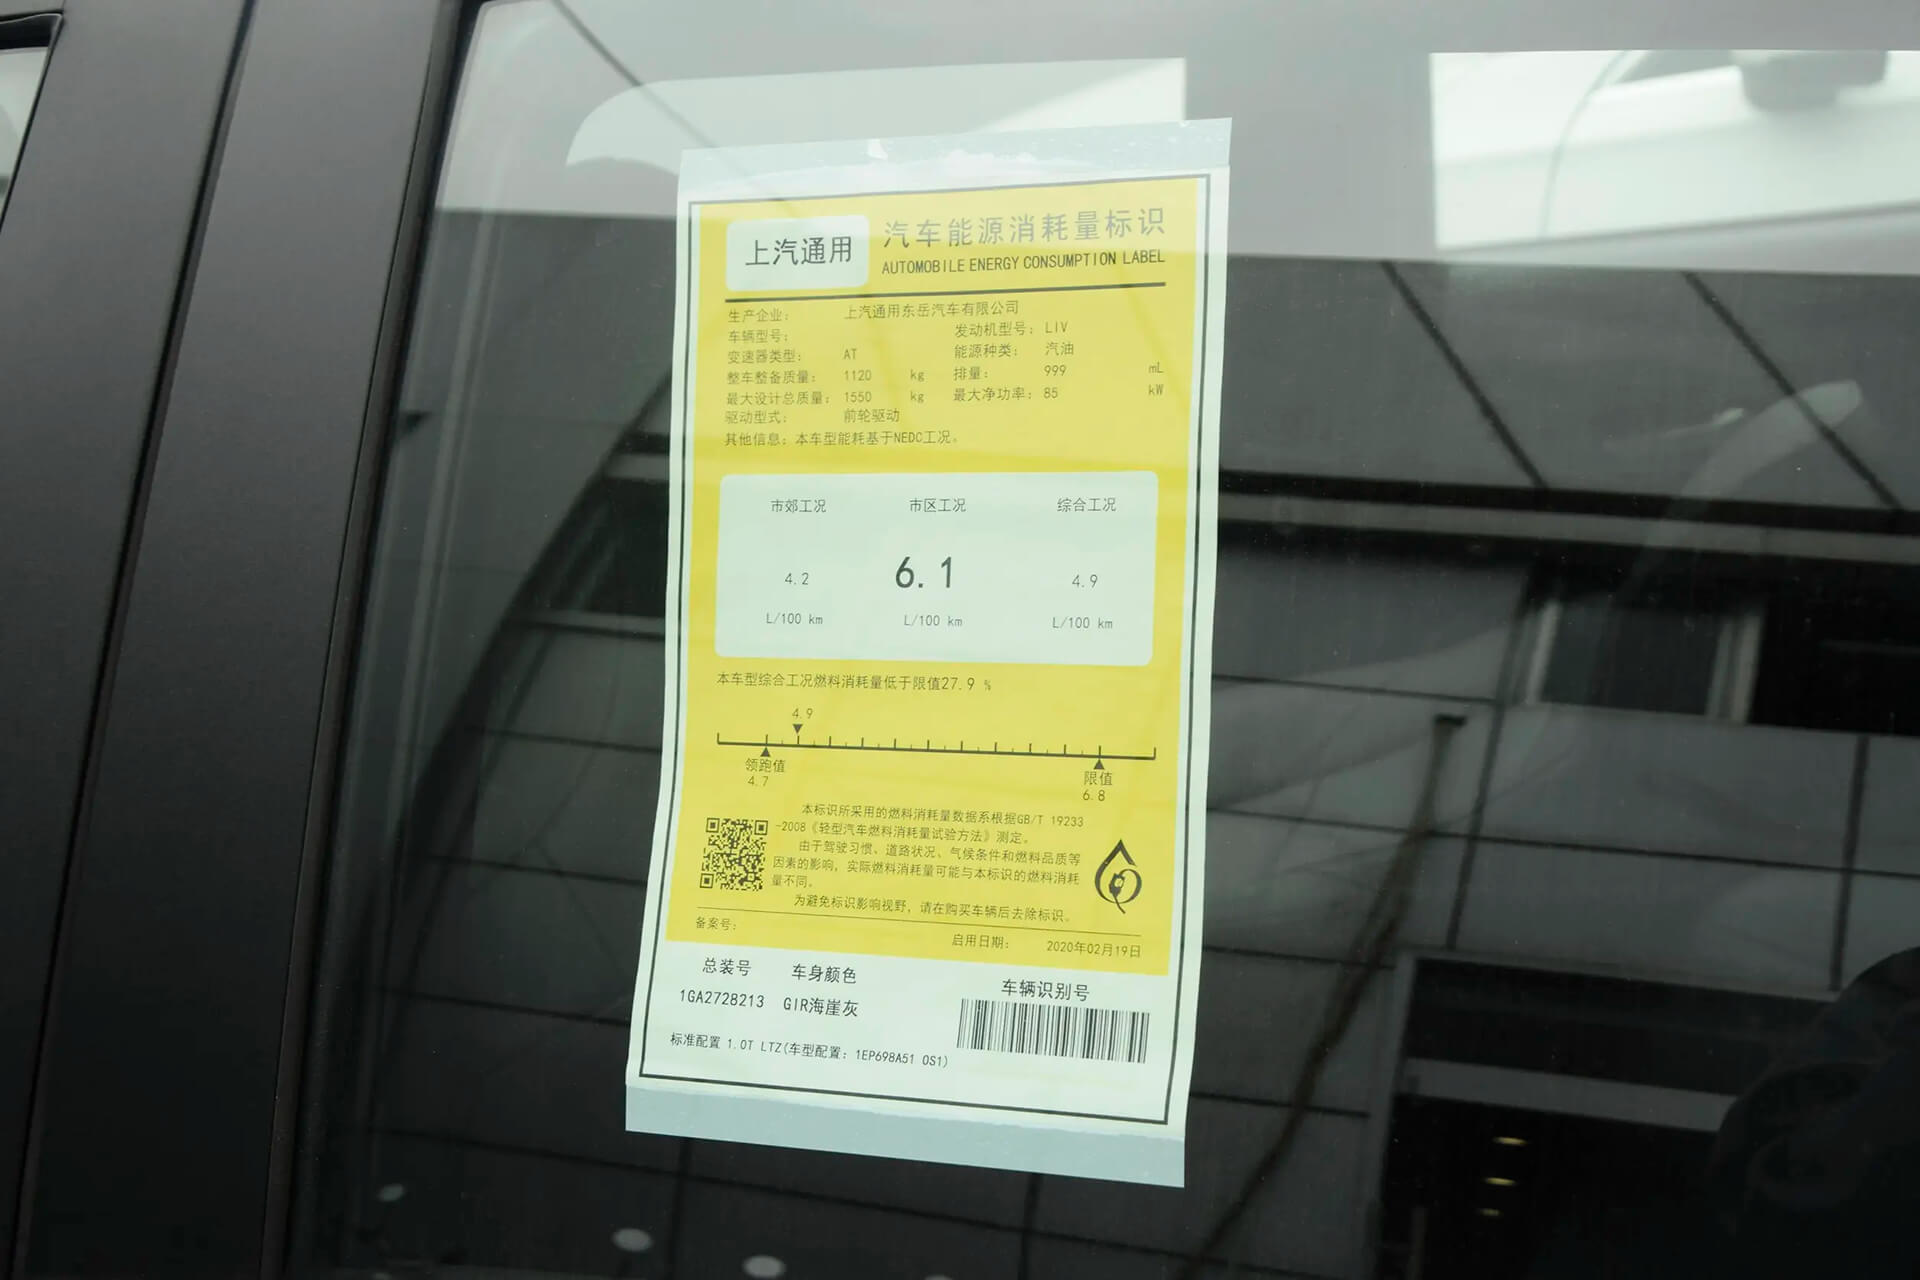 上汽通用
汽车能源消耗量标识
AUTOMOBILE ENERGY CONSUMPTION LABEL
生产企业： 上汽通用东岳汽车有限公司
车辆型号： 发动机型号： LIV
变速器类型： AT 能源种类： 汽油
整车整备质量： 1120 kg 排量： 999 mL
最大设计总质量： 1550 kg 最大净功率： 85 kW
驱动型式： 前轮驱动
其他信息： 本车型能耗基于NEDC工况。
市郊工况 市区工况 综合工况
4.2 6.1 4.9
L/100 km L/100 km L/100 km
本车型综合工况燃料消耗量低于限值27.9 %
4.9
领跑值 限值
4.7 6.8
本标识所采用的燃料消耗量数据系根据GB/T 19233
-2008《轻型汽车燃料消耗量试验方法》测定。
由于驾驶习惯、道路状况、气候条件和燃料品质等
因素的影响，实际燃料消耗量可能与本标识的燃料消耗
量不同。
为避免标识影响视野，请在购买车辆后去除标识。
备案号： 启用日期： 2020年02月19日
总装号 车身颜色 车辆识别号
1GA2728213 GIR海崖灰
标准配置 1.0T LTZ(车型配置：1EP698A51 0S1)